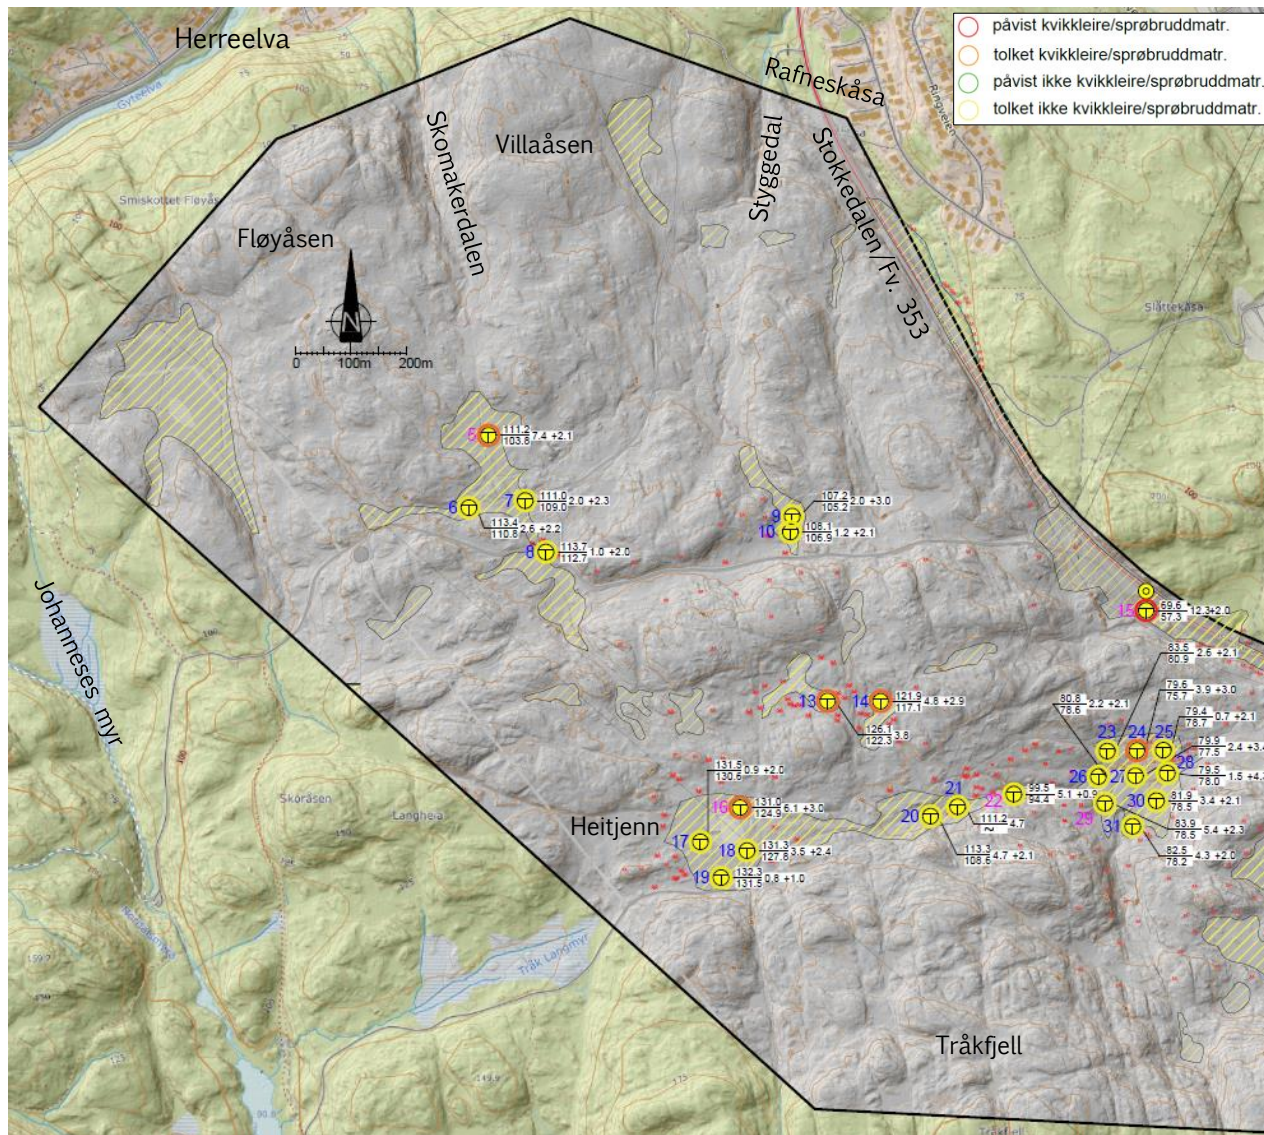 påvist kvikkleire/sprøbruddmatr.
tolket kvikkleire/sprøbruddmatr.
påvist ikke kvikkleire/sprøbruddmatr.
tolket ikke kvikkleire/sprøbruddmatr.
Herreelva
Gyteelva
Rafneskåsa
Ringveien
Villaåsen
Skomakerdalen
Styggedal
Stokkedalen/Fv. 353
Fløyåsen
Slåttekåsa
N
0 100m 200m
5 111.2 103.8 7.4 +2.1
6 113.4 110.8 2.6 +2.2
7 111.0 109.0 2.0 +2.3
8 113.7 112.7 1.0 +2.0
9 107.2 105.2 2.0 +3.0
10 108.1 106.9 1.2 +2.1
15 69.6 57.3 12.3 +2.0
13 126.1 122.3 3.8
14 121.9 117.1 4.8 +2.9
83.5 80.9 2.6 +2.1
79.6 75.7 3.9 +3.0
80.8 78.6 2.2 +2.1
79.4 78.7 0.7 +2.1
79.9 77.5 2.4
79.5 78.0 1.5
23 24 25
26 27 28
29 30 31
81.0 78.5 3.4 +2.1
83.9 78.5 5.4 +2.3
82.5 78.2 4.3 +2.0
131.5 130.6 0.9 +2.0
16 131.0 124.9 6.1 +3.0
17
18 131.3 127.8 3.5 +2.4
19 132.3 131.5 0.8 +1.0
20 113.3 108.6 4.7 +2.1
21 111.2 ~ 4.7
22 99.5 94.4 5.1 +0.9
Johanneses myr
Heitjenn
Skoråsen
Langheia
Tråk Langmyr
Tråkfjell
Tråkfjell